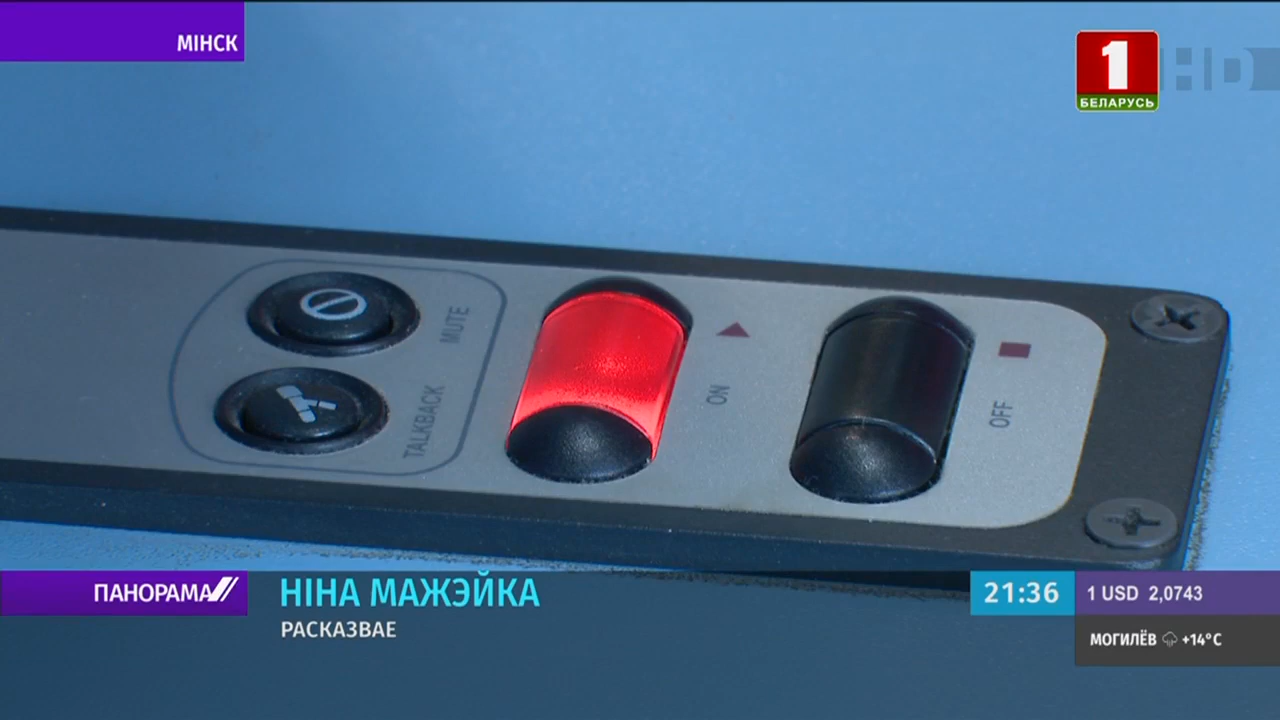 МІНСК
1
HD
БЕЛАРУСЬ
MUTE
TALKBACK
ON
OFF
ПАНОРАМА
НІНА МАЖЭЙКА
РАСКАЗВАЕ
21:36
1 USD 2,0743
МОГИЛЁВ +14°C